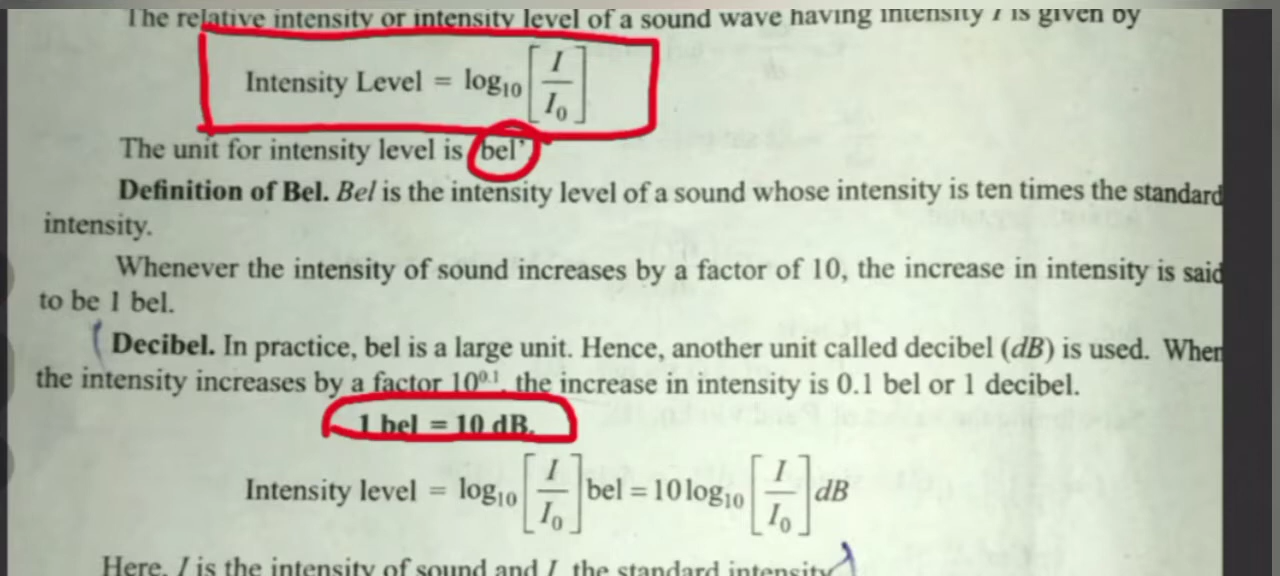 The relative intensity or intensity level of a sound wave having intensity I is given by
Intensity Level = log₁₀ [I/I₀]
The unit for intensity level is 'bel'.
Definition of Bel. Bel is the intensity level of a sound whose intensity is ten times the standard
intensity.
Whenever the intensity of sound increases by a factor of 10, the increase in intensity is said
to be 1 bel.
Decibel. In practice, bel is a large unit. Hence, another unit called decibel (dB) is used. When
the intensity increases by a factor 10⁰·¹, the increase in intensity is 0.1 bel or 1 decibel.
1 bel = 10 dB.
Intensity level = log₁₀ [I/I₀] bel = 10 log₁₀ [I/I₀] dB
Here, I is the intensity of sound and I the standard intensity